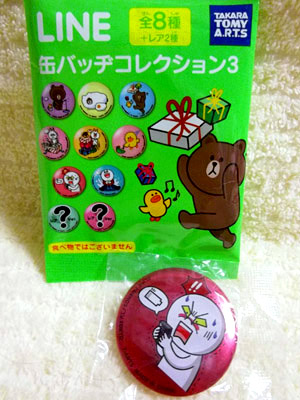 LINE
全8種
+レア2種
TAKARA
TOMY
A.R.T.S
缶バッヂコレクション3
?
?
食べ物ではございません
!!